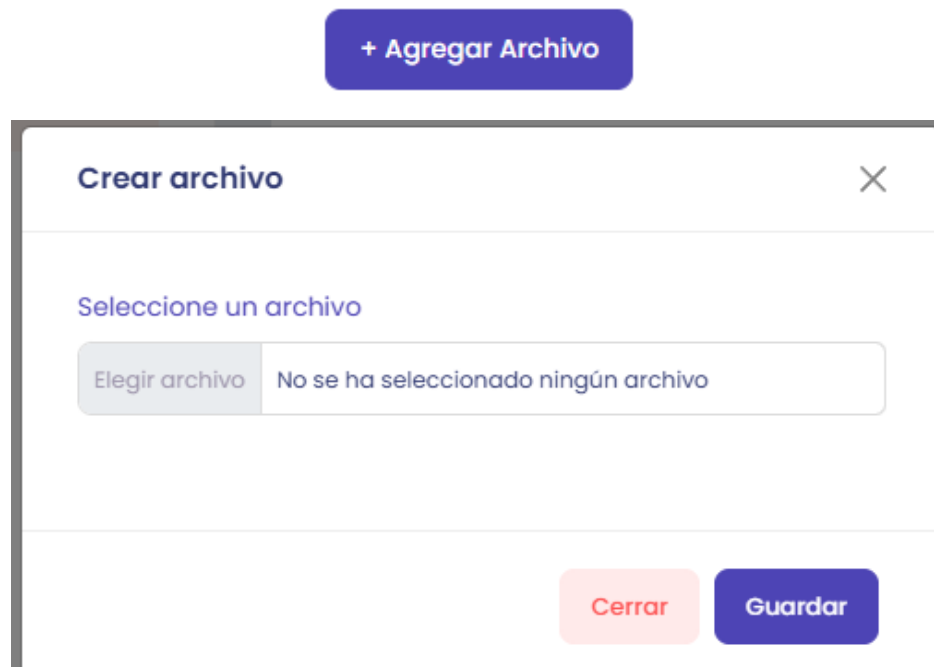 + Agregar Archivo
Crear archivo
Seleccione un archivo
Elegir archivo No se ha seleccionado ningún archivo
Cerrar Guardar